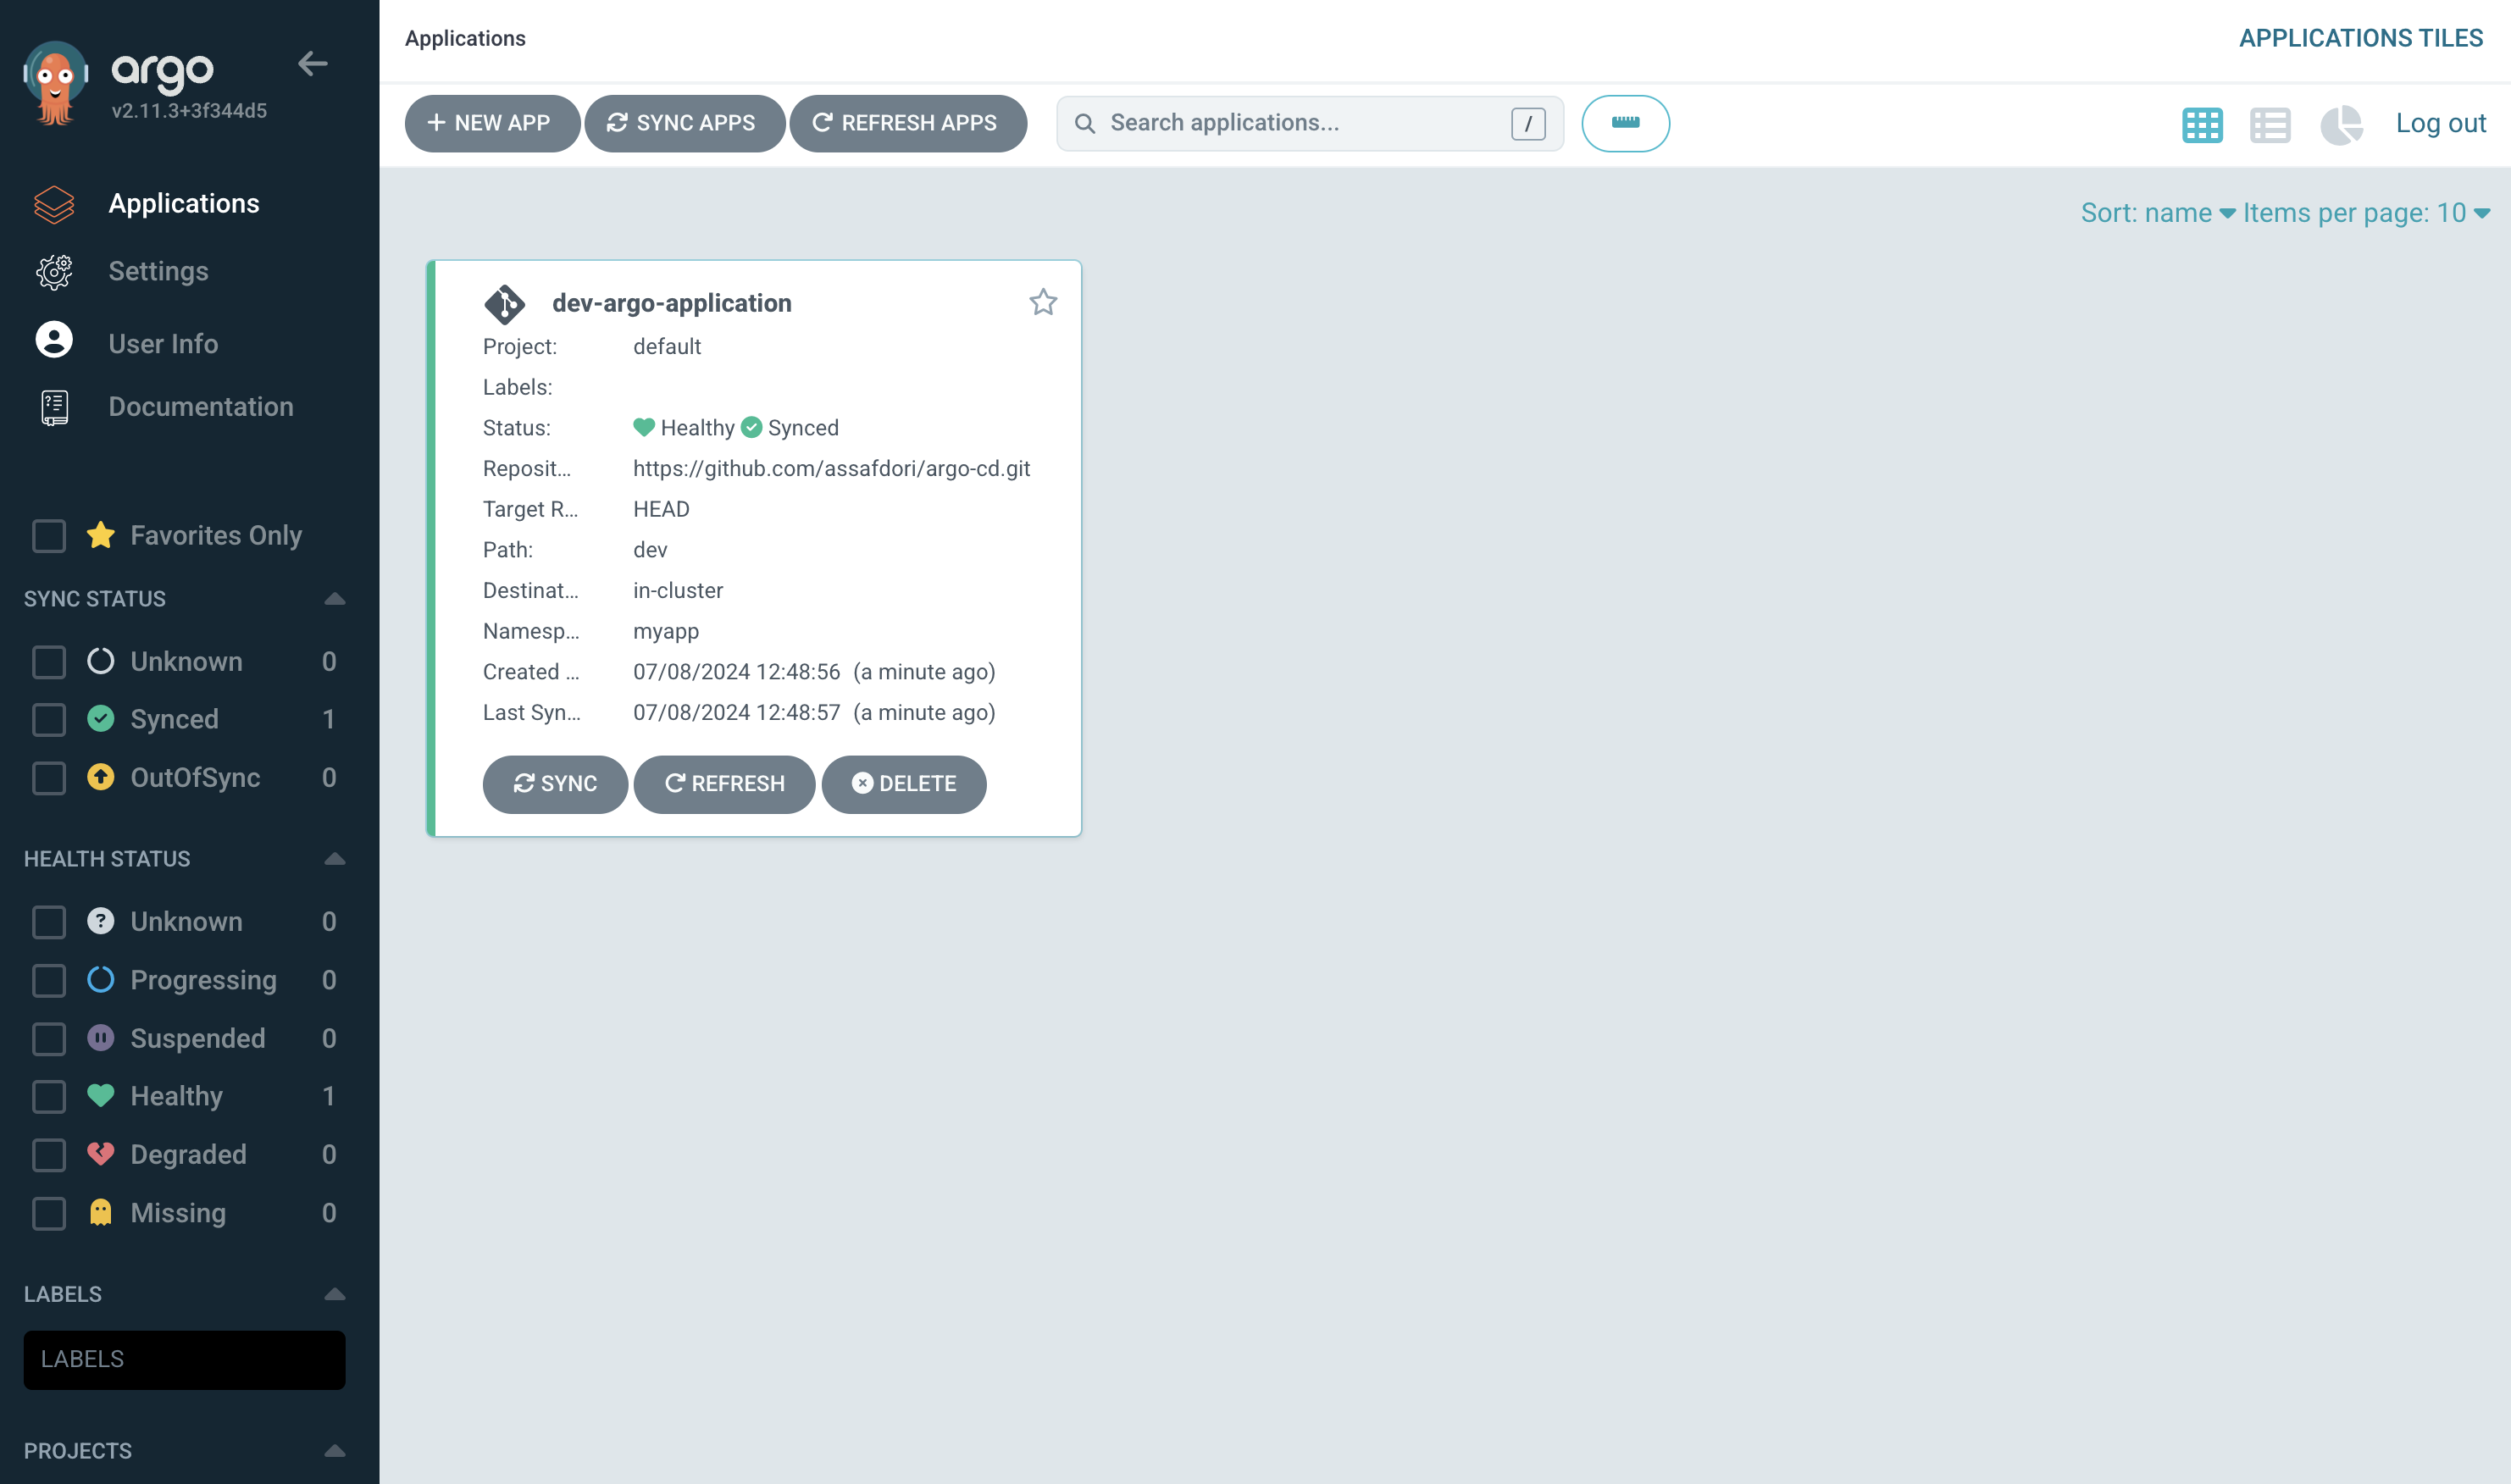 argo
v2.11.3+3f344d5
Applications
Settings
User Info
Documentation
Favorites Only
SYNC STATUS
Unknown 0
Synced 1
OutOfSync 0
HEALTH STATUS
Unknown 0
Progressing 0
Suspended 0
Healthy 1
Degraded 0
Missing 0
LABELS
LABELS
PROJECTS
Applications
APPLICATIONS TILES
+ NEW APP SYNC APPS REFRESH APPS Search applications... / Log out
Sort: name Items per page: 10
dev-argo-application
Project: default
Labels:
Status: Healthy Synced
Reposit... https://github.com/assafdori/argo-cd.git
Target R... HEAD
Path: dev
Destinat... in-cluster
Namesp... myapp
Created ... 07/08/2024 12:48:56 (a minute ago)
Last Syn... 07/08/2024 12:48:57 (a minute ago)
SYNC REFRESH DELETE